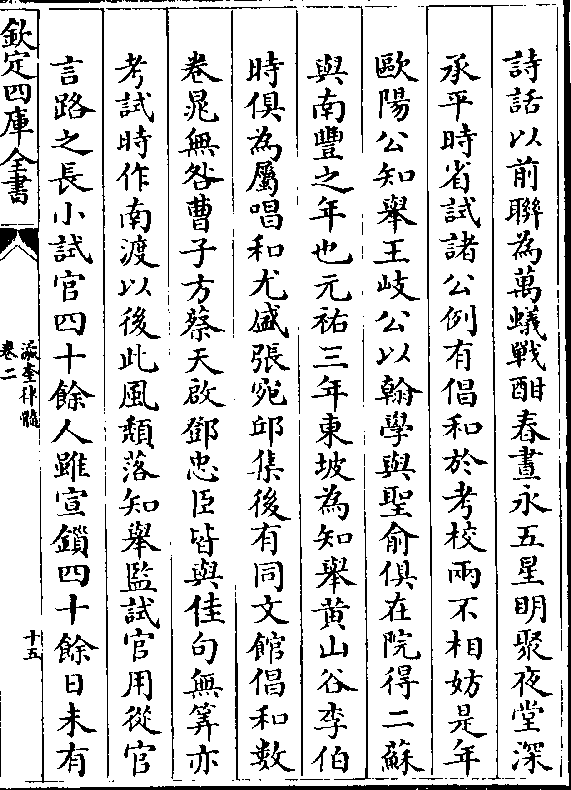 詩話以前聯為萬蟻戰酣春晝永五星明聚夜堂深
承平時省試諸公例有倡和於考校兩不相妨是年
歐陽公知舉王岐公以翰學與聖俞俱在院得二蘇
與南豐之年也元祐三年東坡為知舉黄山谷李伯
時俱為屬唱和尤盛張宛邱集後有同文館倡和數
卷晁無咎曹子方蔡天啟鄧忠臣皆與佳句無筭亦
考試時作南渡以後此風頽落知舉監試官用從官
言路之長小試官四十餘人雖宣鎖四十餘日未有
欽定四庫全書
瀛奎律髓
卷二
十五